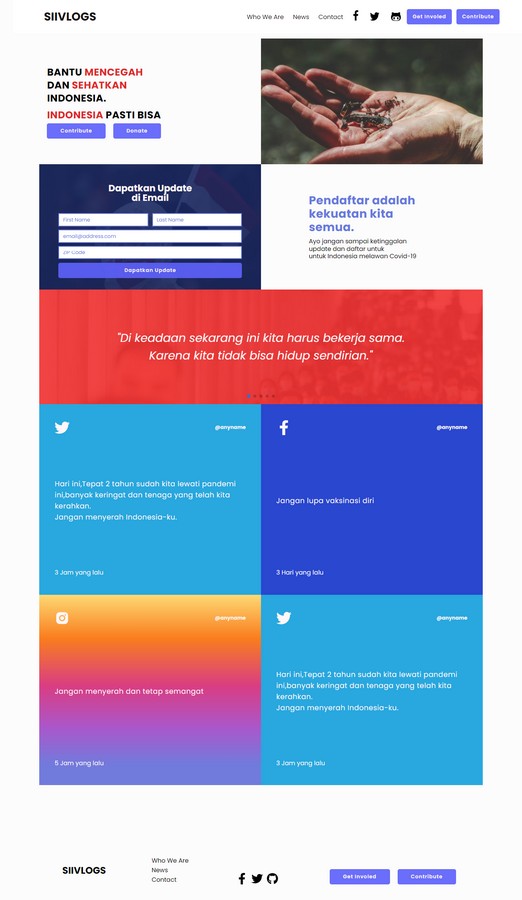 SIIVLOGS
Who We Are News Contact Get Involed Contribute
BANTU MENCEGAH
DAN SEHATKAN
INDONESIA.
INDONESIA PASTI BISA
Contribute Donate
Dapatkan Update
di Email
First Name Last Name
email@address.com
ZIP Code
Dapatkan Update
Pendaftar adalah
kekuatan kita
semua.
Ayo jangan sampai ketinggalan
update dan daftar untuk
untuk Indonesia melawan Covid-19
"Di keadaan sekarang ini kita harus bekerja sama.
Karena kita tidak bisa hidup sendirian."
@anyname
Hari ini,Tepat 2 tahun sudah kita lewati pandemi
ini,banyak keringat dan tenaga yang telah kita
kerahkan.
Jangan menyerah Indonesia-ku.
3 Jam yang lalu
@anyname
Jangan lupa vaksinasi diri
3 Hari yang lalu
@anyname
Jangan menyerah dan tetap semangat
5 Jam yang lalu
@anyname
Hari ini,Tepat 2 tahun sudah kita lewati pandemi
ini,banyak keringat dan tenaga yang telah kita
kerahkan.
Jangan menyerah Indonesia-ku.
3 Jam yang lalu
SIIVLOGS
Who We Are
News
Contact
Get Involed Contribute